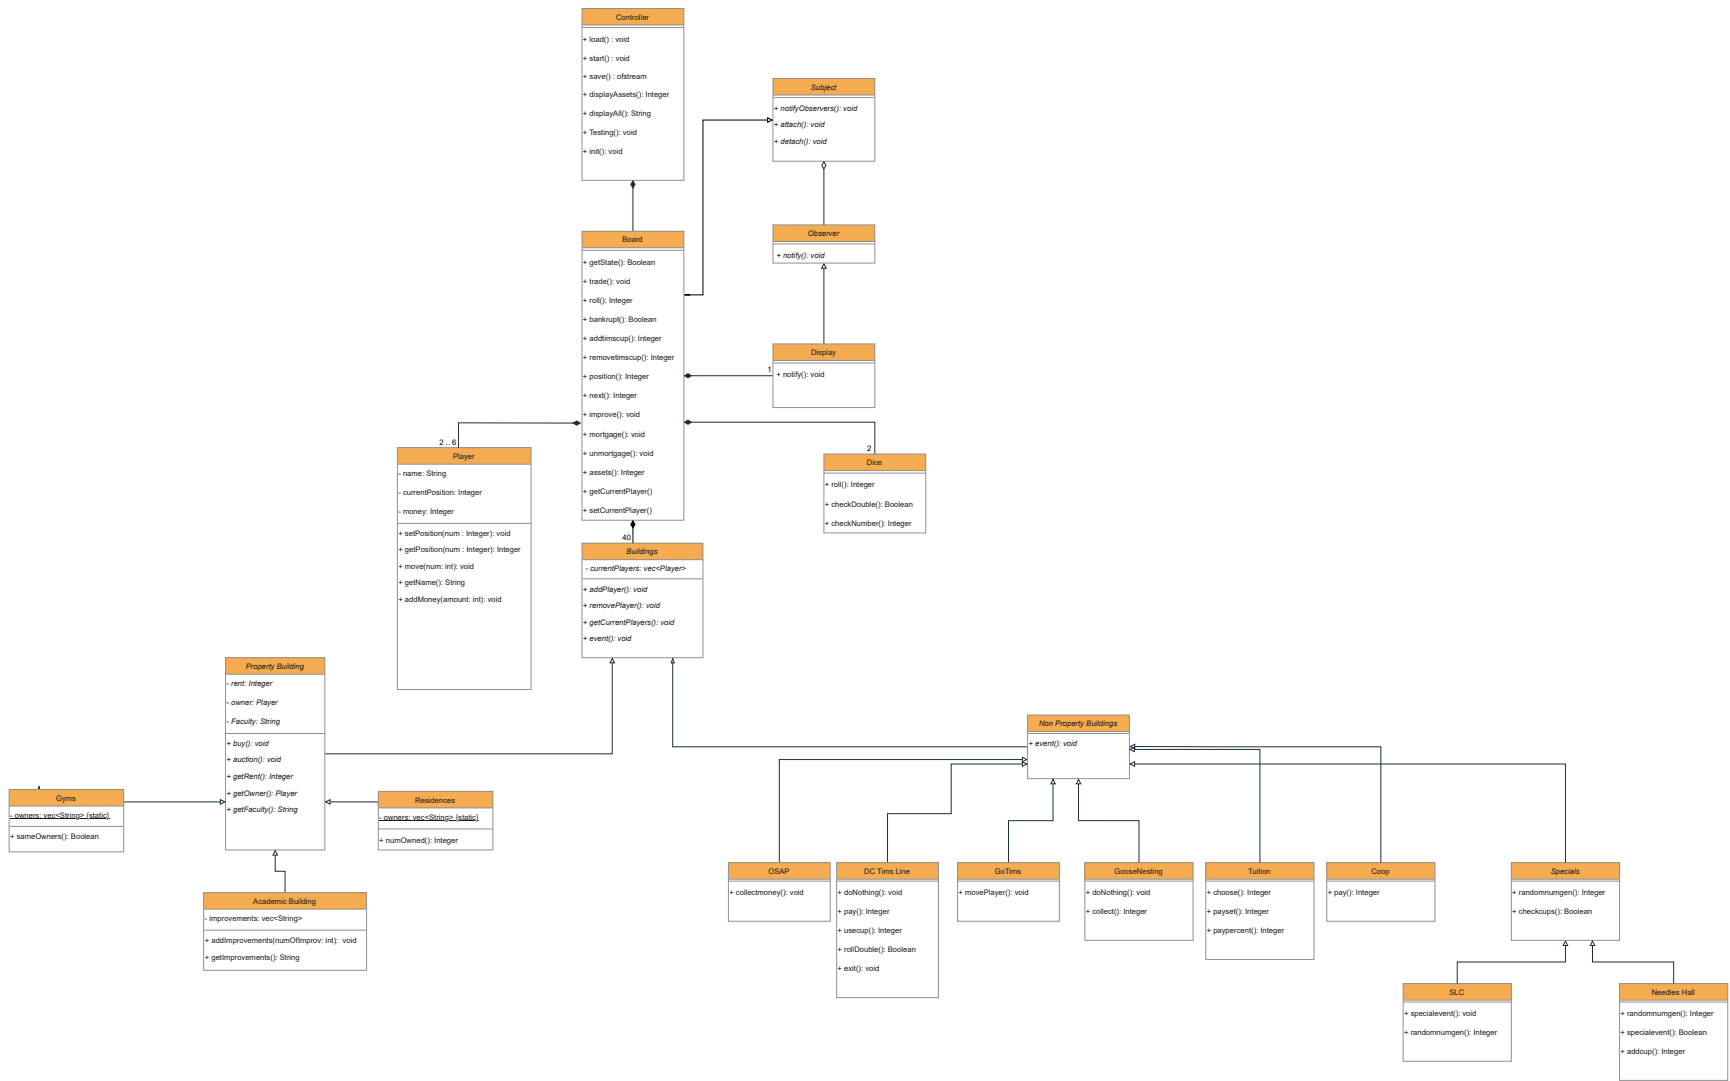 Controller
+ load() : void
+ start() : void
+ save() : ofstream
+ displayAssets(): Integer
+ displayAll(): String
+ Testing(): void
+ init(): void
Subject
+ notifyObservers(): void
+ attach(): void
+ detach(): void
Observer
+ notify(): void
Board
+ getState(): Boolean
+ trade(): void
+ roll(): Integer
+ bankrupt(): Boolean
+ addtimscup(): Integer
+ removetimscup(): Integer
+ position(): Integer
+ next(): Integer
+ improve(): void
+ mortgage(): void
+ unmortgage(): void
+ assets(): Integer
+ getCurrentPlayer()
+ setCurrentPlayer()
1
Display
+ notify(): void
2
Dice
+ roll(): Integer
+ checkDouble(): Boolean
+ checkNumber(): Integer
2 .. 6
Player
- name: String
- currentPosition: Integer
- money: Integer
+ setPosition(num : Integer): void
+ getPosition(num : Integer): Integer
+ move(num: int): void
+ getName(): String
+ addMoney(amount: int): void
40
Buildings
- currentPlayers: vec<Player>
+ addPlayer(): void
+ removePlayer(): void
+ getCurrentPlayers(): void
+ event(): void
Property Building
- rent: Integer
- owner: Player
- Faculty: String
+ buy(): void
+ auction(): void
+ getRent(): Integer
+ getOwner(): Player
+ getFaculty(): String
Gyms
- owners: vec<String> {static}
+ sameOwners(): Boolean
Residences
- owners: vec<String> {static}
+ numOwned(): Integer
Academic Building
- improvements: vec<String>
+ addImprovements(numOfImprov: int): void
+ getImprovements(): String
Non Property Buildings
+ event(): void
OSAP
+ collectmoney(): void
DC Tims Line
+ doNothing(): void
+ pay(): Integer
+ usecup(): Integer
+ rollDouble(): Boolean
+ exit(): void
GoTims
+ movePlayer(): void
GooseNesting
+ doNothing(): void
+ collect(): Integer
Tuition
+ choose(): Integer
+ payset(): Integer
+ paypercent(): Integer
Coop
+ pay(): Integer
Specials
+ randomnumgen(): Integer
+ checkcups(): Boolean
SLC
+ specialevent(): void
+ randomnumgen(): Integer
Needles Hall
+ randomnumgen(): Integer
+ specialevent(): Boolean
+ addcup(): Integer